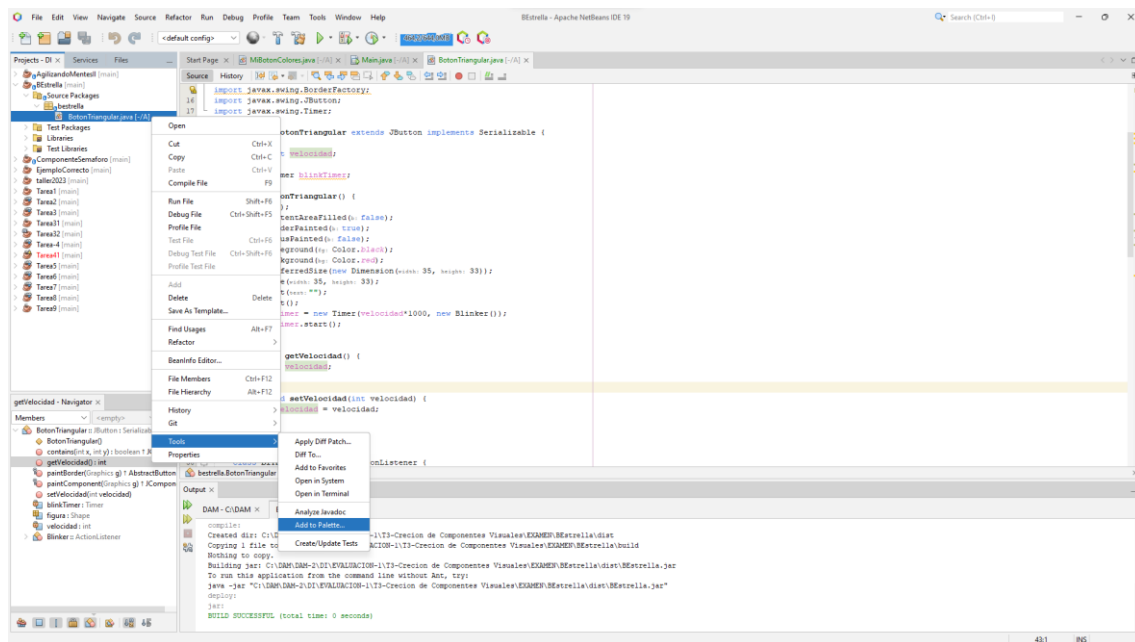 File Edit View Navigate Source Refactor Run Debug Profile Team Tools Window Help
BEstrella - Apache NetBeans IDE 19
Search (Ctrl+I)
<default config>
Projects - DI Services Files
Start Page MiBotonColores.java [-/A] Main.java [-/A] BotonTriangular.java [-/A]
Source History
AgilizandoMentesII [main]
BEstrella [main]
Source Packages
bestrella
BotonTriangular.java [-/A]
Test Packages
Libraries
Test Libraries
ComponenteSemaforo [main]
EjemploCorrecto [main]
taller2023 [main]
Tarea1 [main]
Tarea2 [main]
Tarea3 [main]
Tarea31 [main]
Tarea32 [main]
Tarea-4 [main]
Tarea41 [main]
Tarea5 [main]
Tarea6 [main]
Tarea7 [main]
Tarea8 [main]
Tarea9 [main]
Open
Cut Ctrl+X
Copy Ctrl+C
Paste Ctrl+V
Compile File F9
Run File Shift+F6
Debug File Ctrl+Shift+F5
Profile File
Test File Ctrl+F6
Debug Test File Ctrl+Shift+F6
Profile Test File
Add
Delete Delete
Save As Template...
Find Usages Alt+F7
Refactor
BeanInfo Editor...
File Members Ctrl+F12
File Hierarchy Alt+F12
History
Git
Tools
Properties
Apply Diff Patch...
Diff To...
Add to Favorites
Open in System
Open in Terminal
Analyze Javadoc
Add to Palette...
Create/Update Tests
import javax.swing.BorderFactory;
16 import javax.swing.JButton;
17 import javax.swing.Timer;
otonTriangular extends JButton implements Serializable {
t velocidad;
mer blinkTimer;
onTriangular() {
);
tentAreaFilled(b: false);
derPainted(b: true);
usPainted(b: false);
eground(fg: Color.black);
kground(bg: Color.red);
ferredSize(new Dimension(width: 35, height: 33));
e(width: 35, height: 33);
t(text: "");
t();
imer = new Timer(velocidad*1000, new Blinker());
imer.start();
getVelocidad() {
velocidad;
d setVelocidad(int velocidad) {
elocidad = velocidad;
onListener {
bestrella.BotonTriangular
getVelocidad - Navigator
Members <empty>
BotonTriangular :: JButton : Serializab
BotonTriangular()
contains(int x, int y) : boolean ↑ J
getVelocidad() : int
paintBorder(Graphics g) ↑ AbstractButton
paintComponent(Graphics g) ↑ JCompon
setVelocidad(int velocidad)
blinkTimer : Timer
figura : Shape
velocidad : int
Blinker :: ActionListener
Output
DAM - C:\DAM
compile:
Created dir: C:\D ACION-1\T3-Crecion de Componentes Visuales\EXAMEN\BEstrella\dist
Copying 1 file to ACION-1\T3-Crecion de Componentes Visuales\EXAMEN\BEstrella\build
Nothing to copy.
Building jar: C:\DAM\DAM-2\DI\EVALUACION-1\T3-Crecion de Componentes Visuales\EXAMEN\BEstrella\dist\BEstrella.jar
To run this application from the command line without Ant, try:
java -jar "C:\DAM\DAM-2\DI\EVALUACION-1\T3-Crecion de Componentes Visuales\EXAMEN\BEstrella\dist\BEstrella.jar"
deploy:
jar:
BUILD SUCCESSFUL (total time: 0 seconds)
43:1 INS